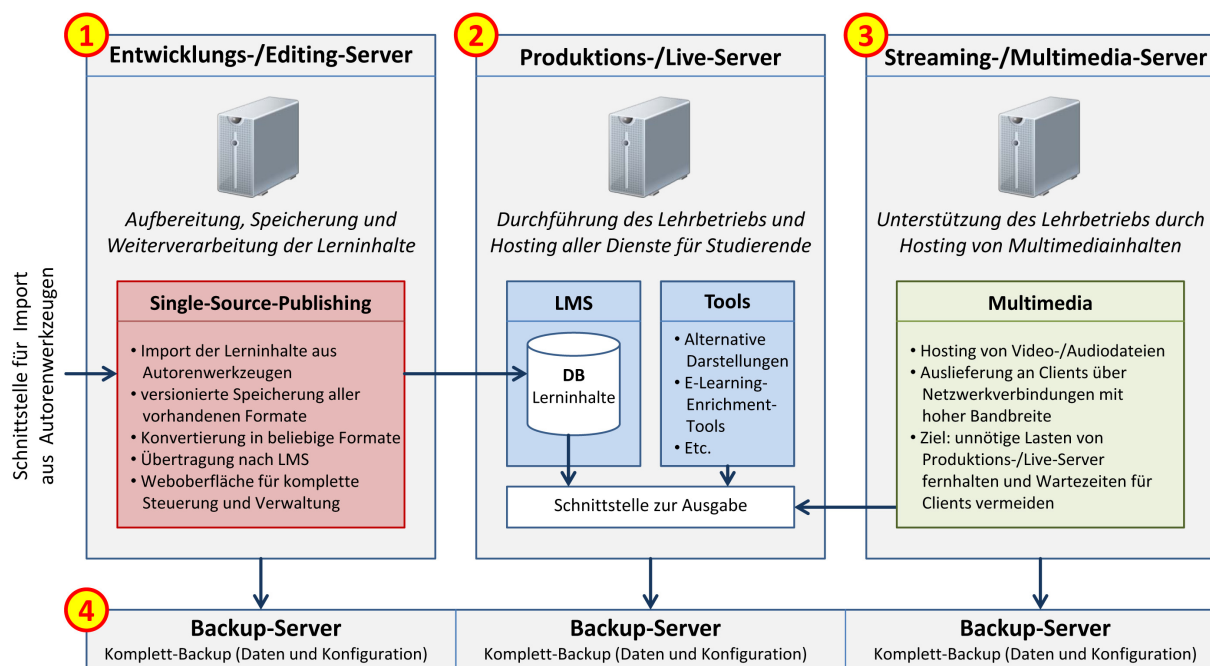 1
Entwicklungs-/Editing-Server
Aufbereitung, Speicherung und
Weiterverarbeitung der Lerninhalte
Schnittstelle für Import
aus Autorenwerkzeugen
Single-Source-Publishing
• Import der Lerninhalte aus
Autorenwerkzeugen
• versionierte Speicherung aller
vorhandenen Formate
• Konvertierung in beliebige Formate
• Übertragung nach LMS
• Weboberfläche für komplette
Steuerung und Verwaltung
2
Produktions-/Live-Server
Durchführung des Lehrbetriebs und
Hosting aller Dienste für Studierende
LMS
DB
Lerninhalte
Tools
• Alternative
Darstellungen
• E-Learning-
Enrichment-
Tools
• Etc.
Schnittstelle zur Ausgabe
3
Streaming-/Multimedia-Server
Unterstützung des Lehrbetriebs durch
Hosting von Multimediainhalten
Multimedia
• Hosting von Video-/Audiodateien
• Auslieferung an Clients über
Netzwerkverbindungen mit
hoher Bandbreite
• Ziel: unnötige Lasten von
Produktions-/Live-Server
fernhalten und Wartezeiten für
Clients vermeiden
4
Backup-Server
Komplett-Backup (Daten und Konfiguration)
Backup-Server
Komplett-Backup (Daten und Konfiguration)
Backup-Server
Komplett-Backup (Daten und Konfiguration)